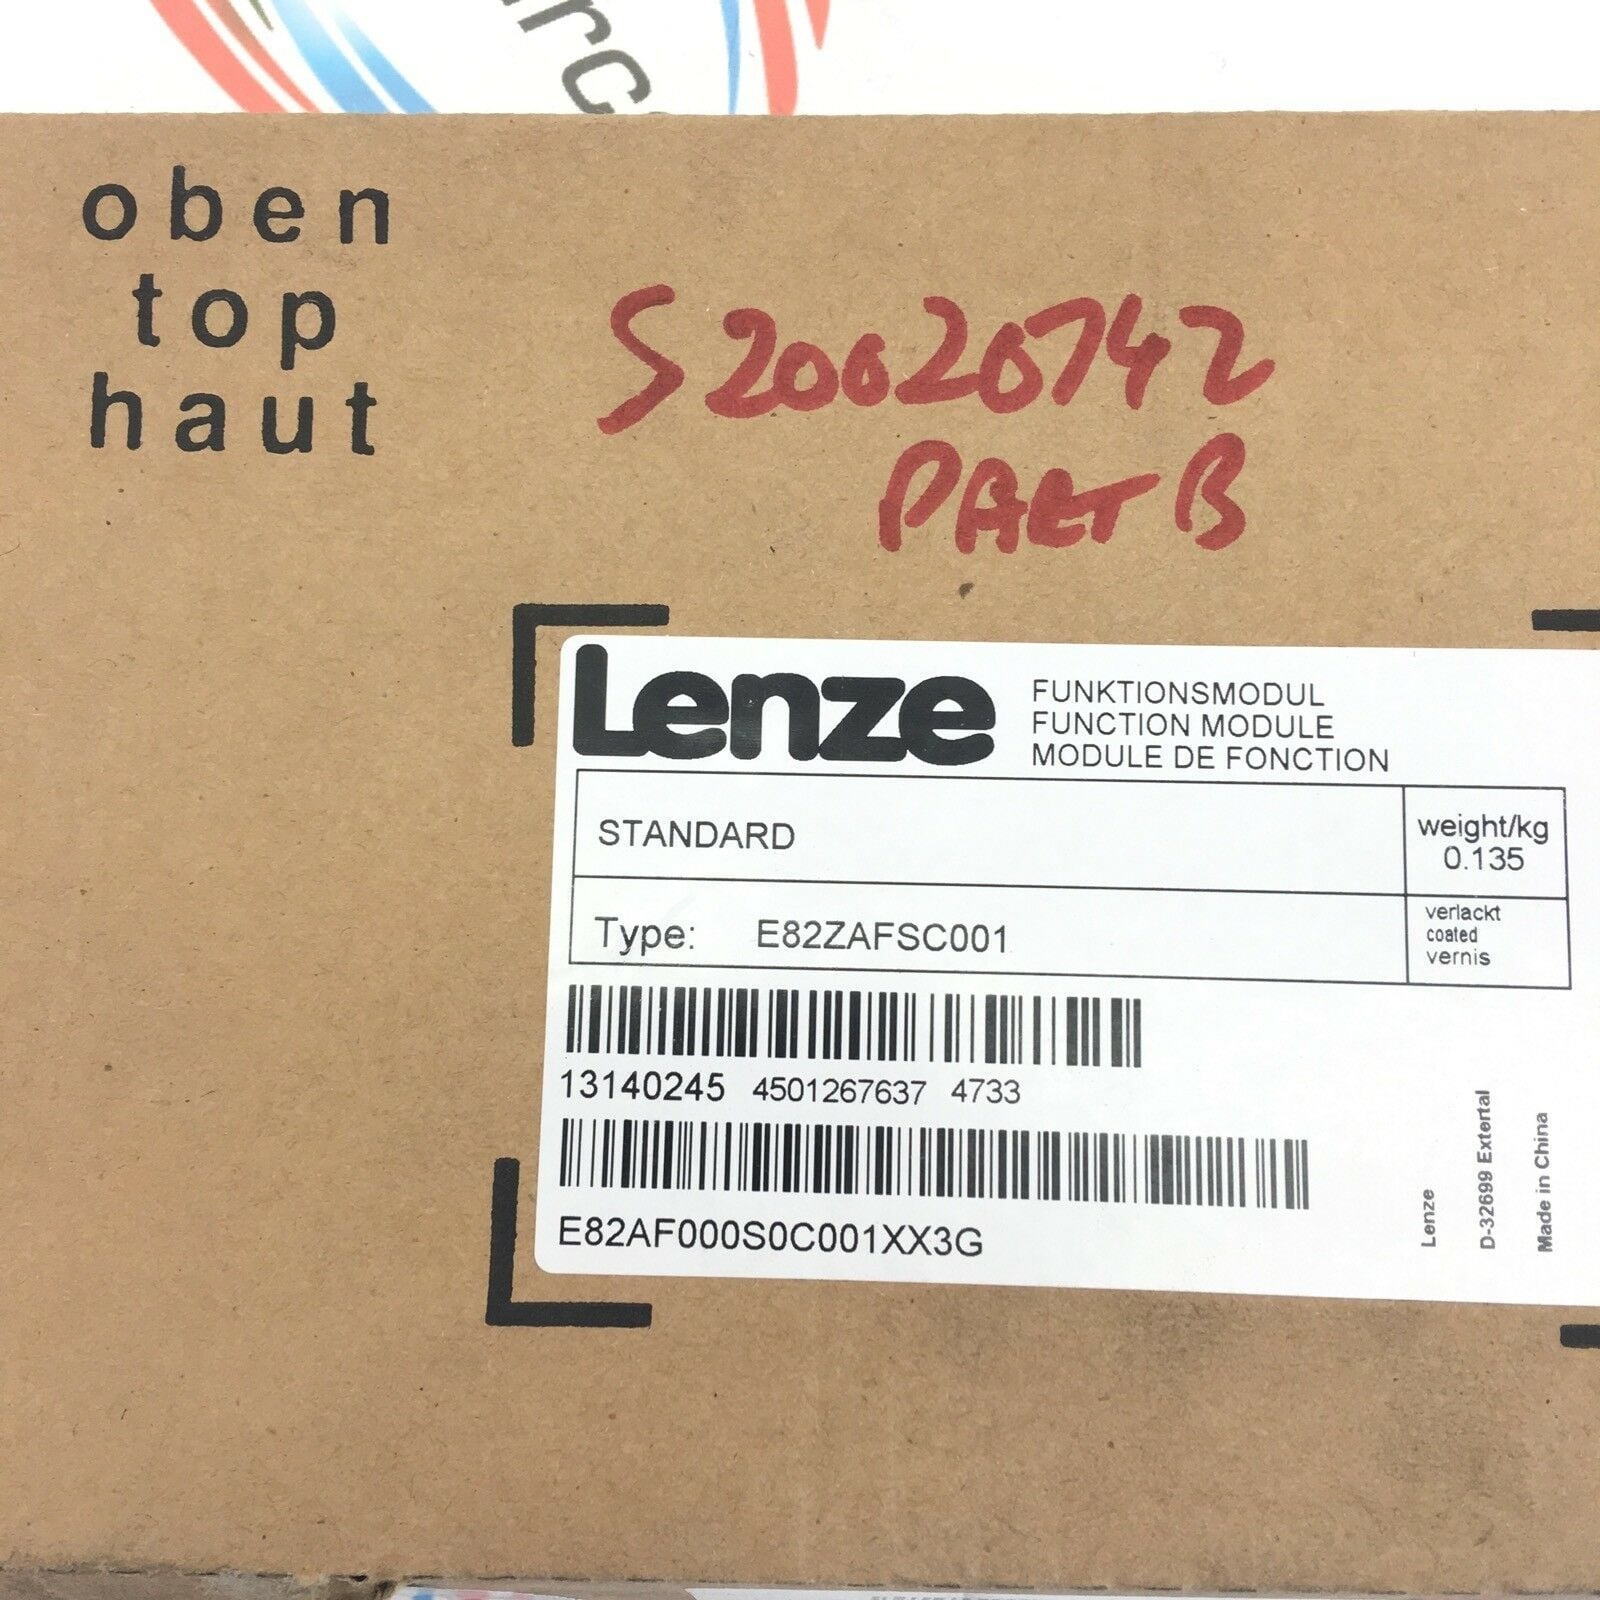 oben
top
haut
S20020742
PART B
Lenze
FUNKTIONSMODUL
FUNCTION MODULE
MODULE DE FONCTION
STANDARD
weight/kg
0.135
Type: E82ZAFSC001
verlackt
coated
vernis
13140245 4501267637 4733
E82AF000S0C001XX3G
Lenze
D-32699 Extertal
Made in China